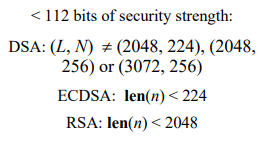 < 112 bits of security strength:
DSA: (L, N) ≠ (2048, 224), (2048,
256) or (3072, 256)
ECDSA: len(n) < 224
RSA: len(n) < 2048